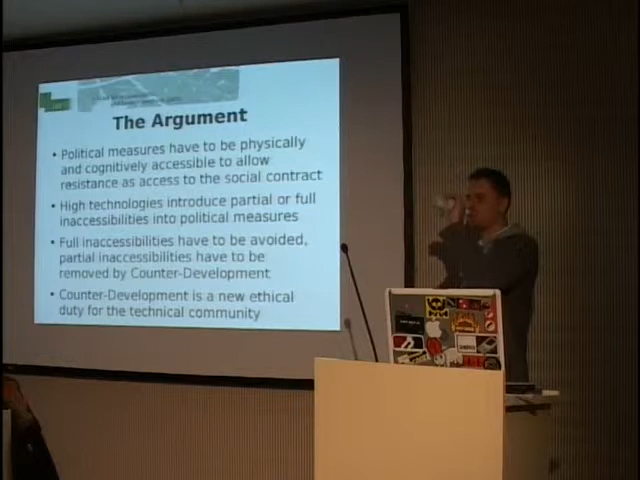 The Argument
• Political measures have to be physically
and cognitively accessible to allow
resistance as access to the social contract
• High technologies introduce partial or full
inaccessibilities into political measures
• Full inaccessibilities have to be avoided,
partial inaccessibilities have to be
removed by Counter-Development
• Counter-Development is a new ethical
duty for the technical community